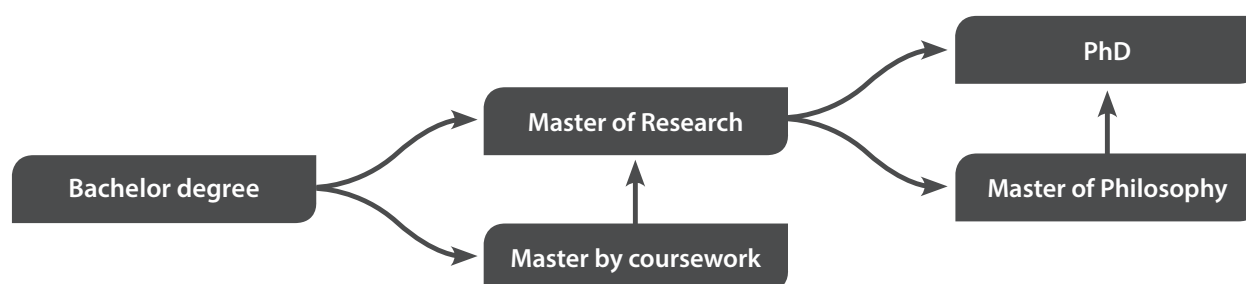 PhD
Master of Research
Bachelor degree
Master of Philosophy
Master by coursework